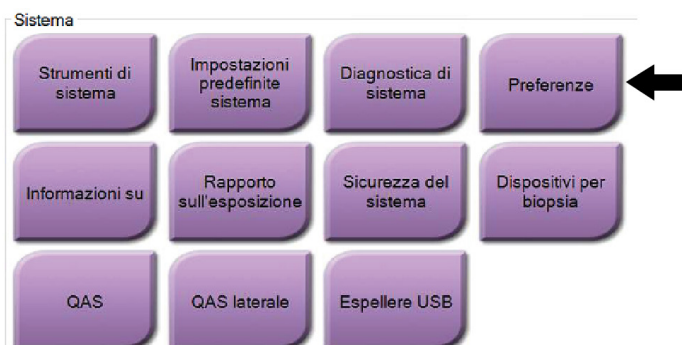 Sistema
Strumenti di
sistema
Impostazioni
predefinite
sistema
Diagnostica di
sistema
Preferenze
Informazioni su
Rapporto
sull'esposizione
Sicurezza del
sistema
Dispositivi per
biopsia
QAS
QAS laterale
Espellere USB